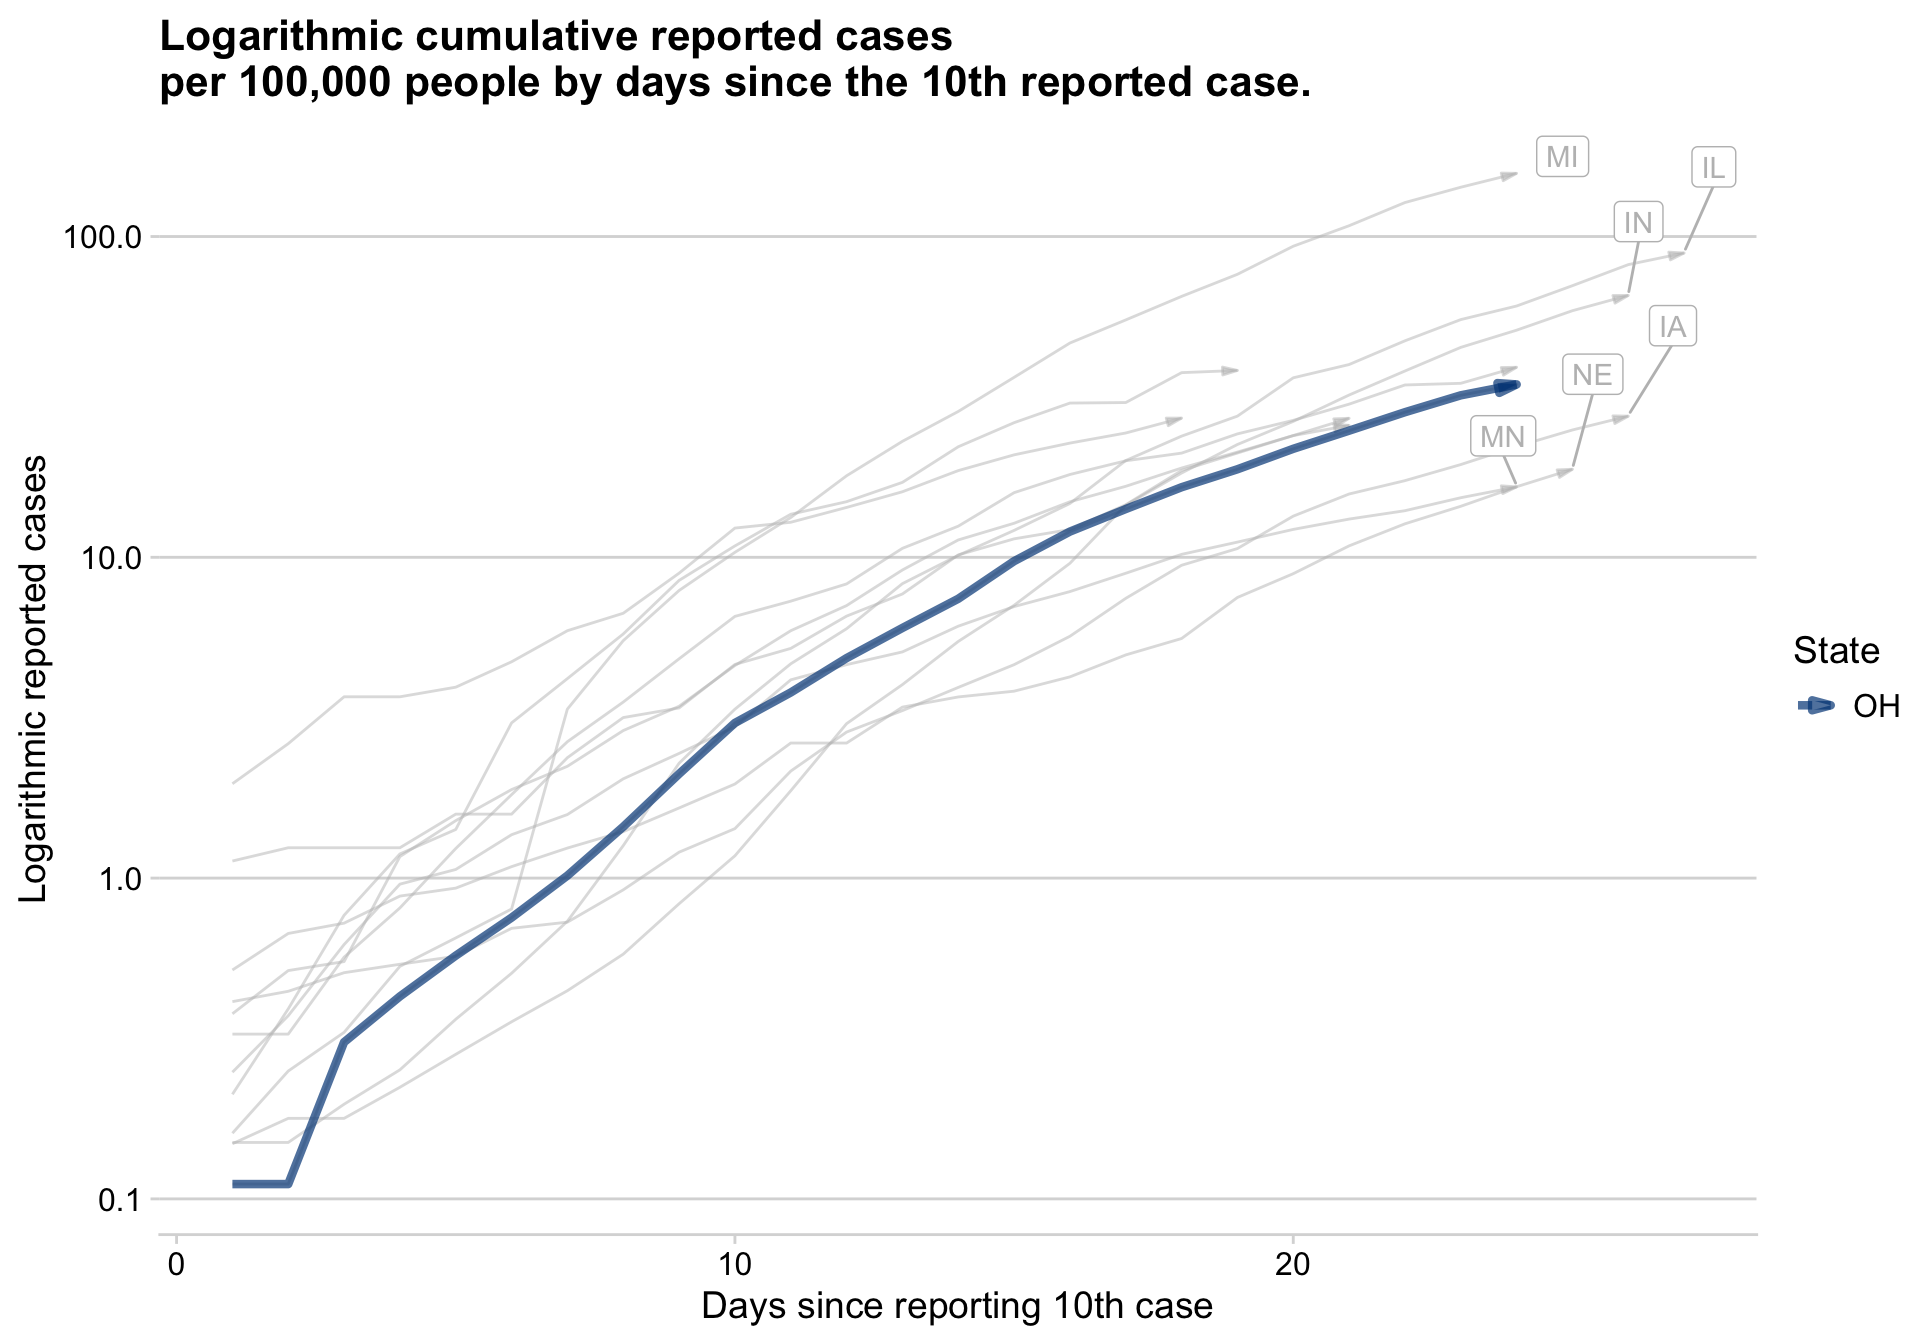 Logarithmic cumulative reported cases
per 100,000 people by days since the 10th reported case.
MI
IL
IN
IA
NE
MN
100.0
10.0
1.0
0.1
Logarithmic reported cases
0
10
20
Days since reporting 10th case
State
OH